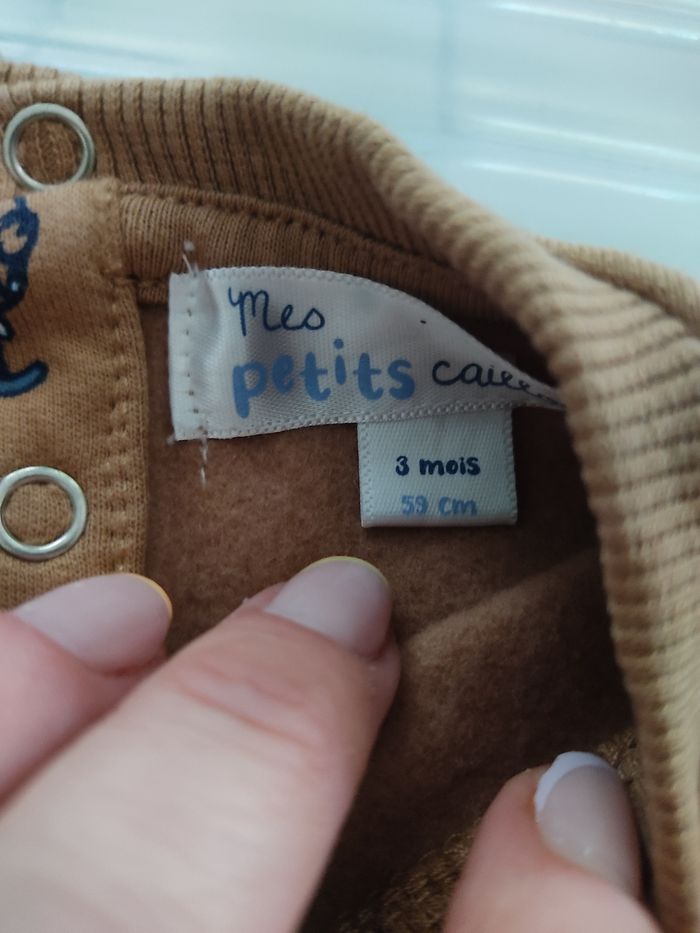 Mes
petits
3 mois
59 cm